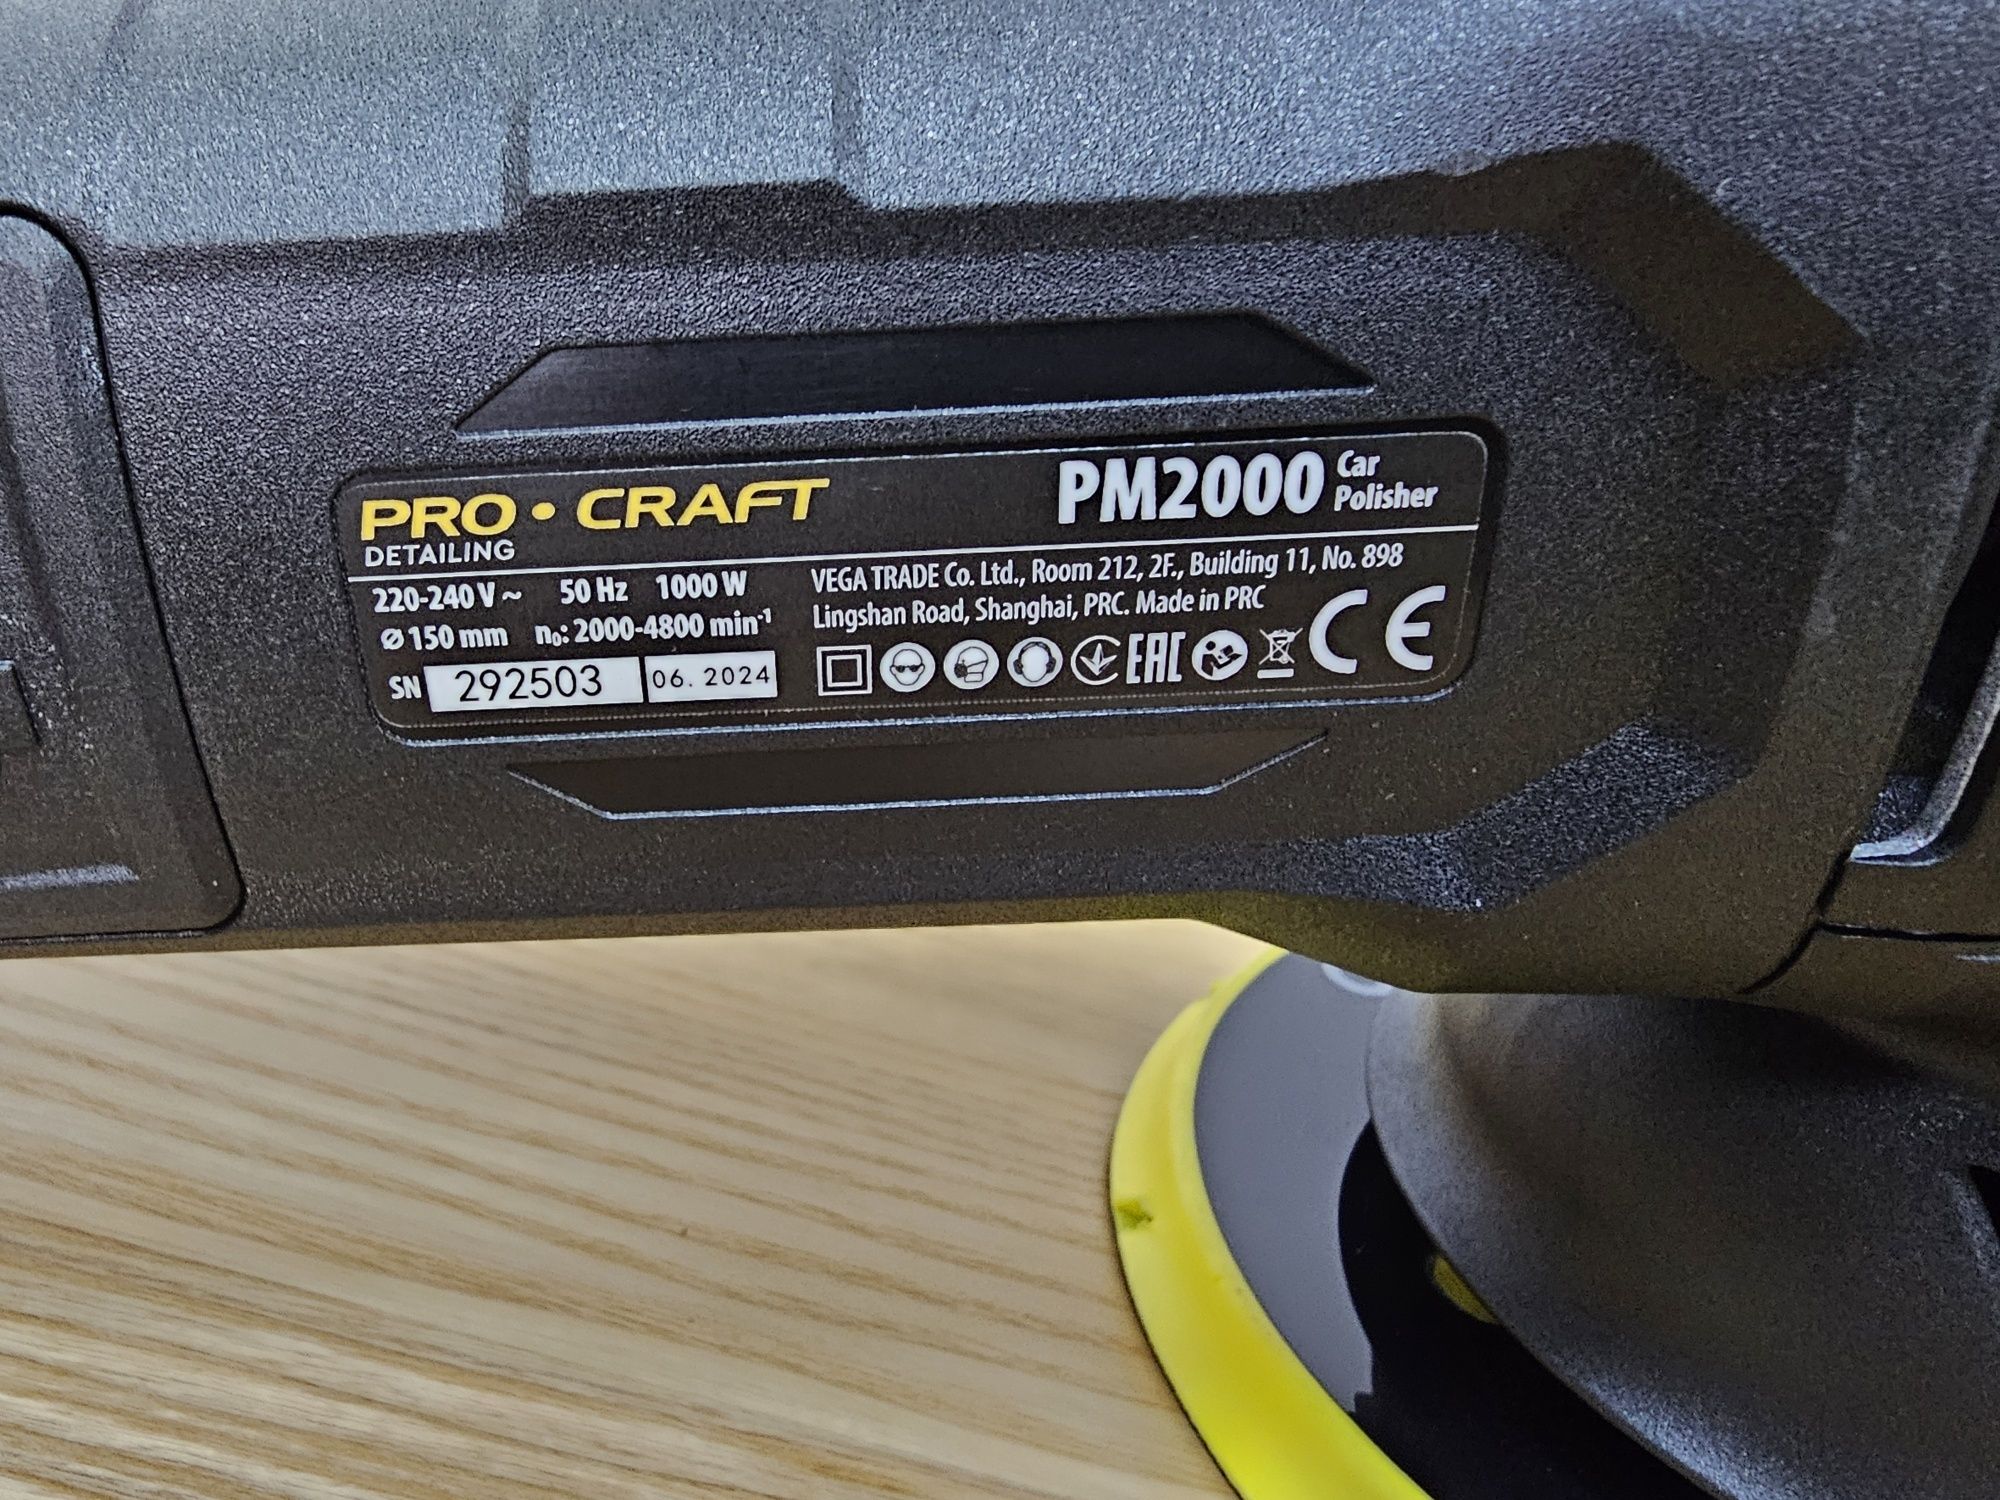 PRO • CRAFT
DETAILING
PM2000 Car Polisher
220-240 V ~ 50 Hz 1000 W
Ø 150 mm n₀: 2000-4800 min⁻¹
SN 292503 06. 2024
VEGA TRADE Co. Ltd., Room 212, 2F., Building 11, No. 898
Lingshan Road, Shanghai, PRC. Made in PRC
EAC CE